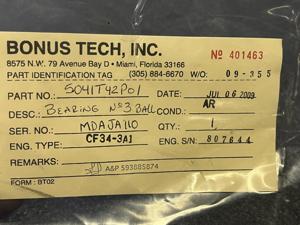 BONUS TECH, INC.
8575 N.W. 79 Avenue Bay D • Miami, Florida 33166
Nº 401463
PART IDENTIFICATION TAG (305) 884-6670 W/O: 09-355
PART NO.: 5041T42P01 DATE: JUL 06 2009
DESC.: BEARING Nº3 BALL COND.: AR
SER. NO.: MDAJA110 QTY.: 1
ENG. TYPE: CF34-3A1 ENG. S/N: 807644
REMARKS: A&P 593885874
FORM: BT02